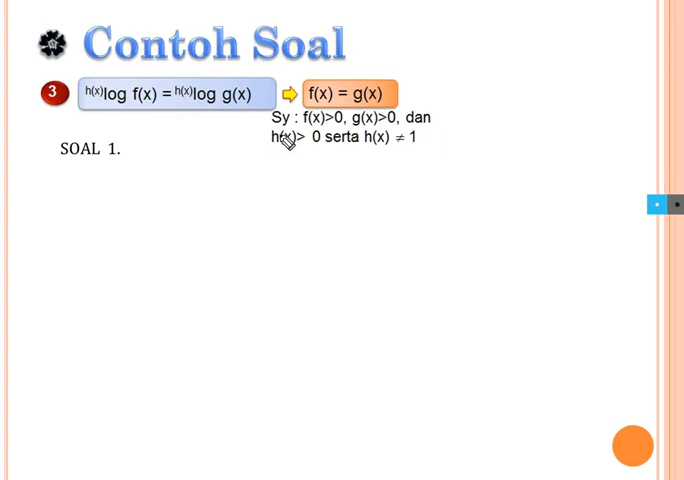 Contoh Soal
3
h(x)log f(x) = h(x)log g(x) ⇨ f(x) = g(x)
Sy : f(x)>0, g(x)>0, dan
h(x)> 0 serta h(x) ≠ 1
SOAL 1.